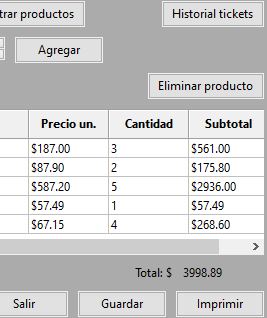 trar productos Historial tickets
Agregar
Eliminar producto
Precio un. Cantidad Subtotal
$187.00 3 $561.00
$87.90 2 $175.80
$587.20 5 $2936.00
$57.49 1 $57.49
$67.15 4 $268.60
Total: $ 3998.89
Salir Guardar Imprimir